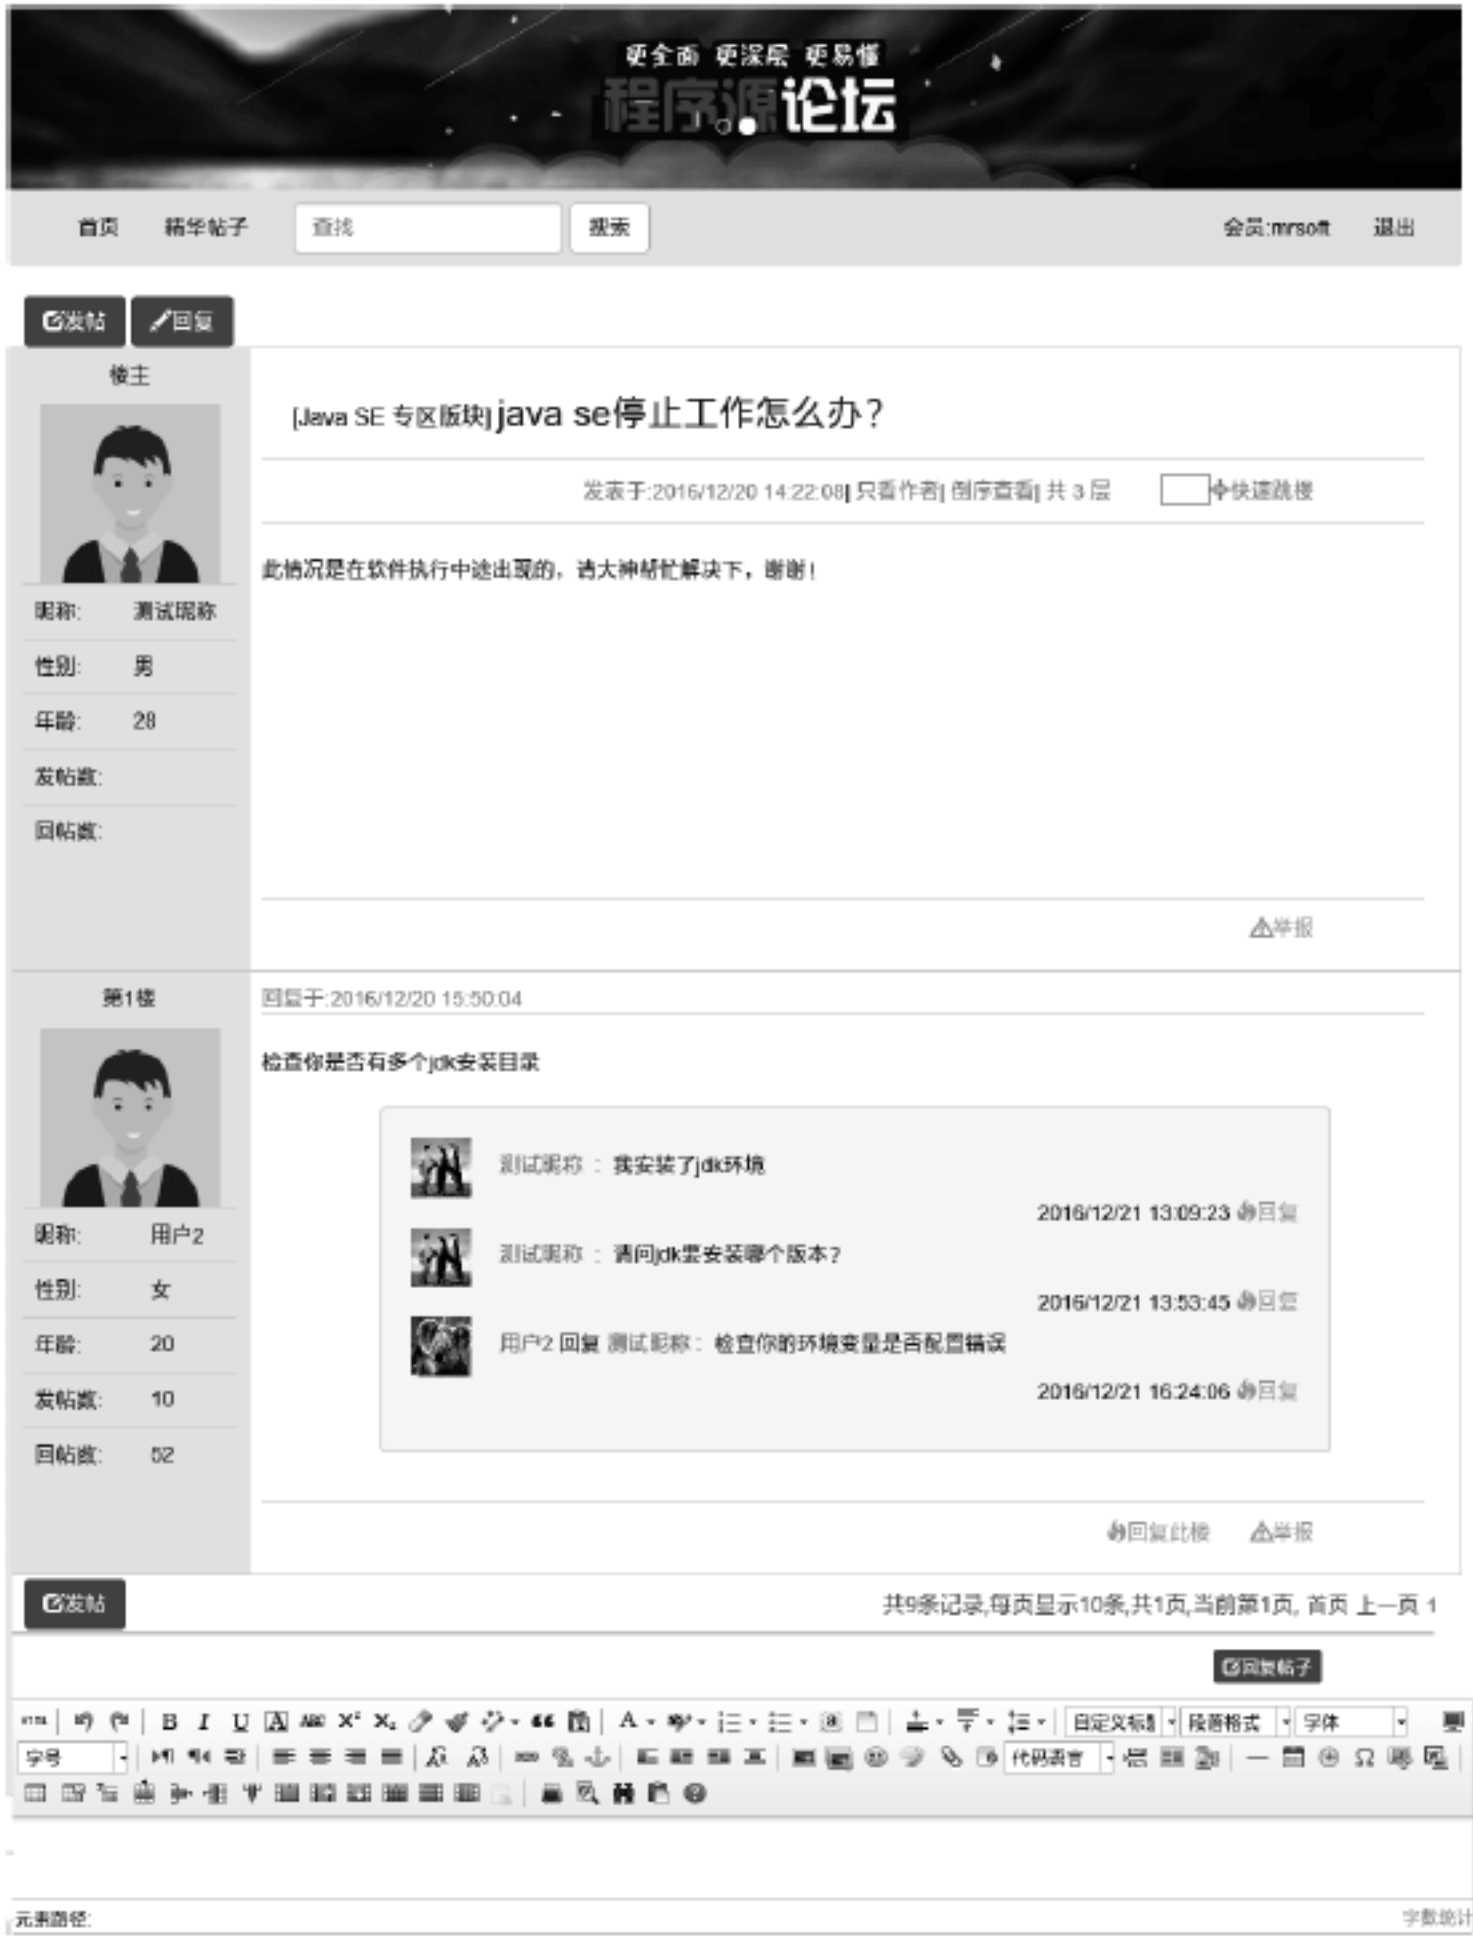 更全面 更深层 更易懂
程序源论坛
首页 精华帖子 查找 搜索 会员:mrsoft 退出
发帖 回复
楼主
[Java SE 专区版块] java se停止工作怎么办？
发表于:2016/12/20 14:22:08| 只看作者| 倒序查看| 共 3 层 快速跳楼
此情况是在软件执行中途出现的，请大神帮忙解决下，谢谢！
昵称: 测试昵称
性别: 男
年龄: 28
发帖数:
回帖数:
举报
第1楼
回复于:2016/12/20 15:50:04
检查你是否有多个jdk安装目录
测试昵称 ： 我安装了jdk环境
2016/12/21 13:09:23 回复
测试昵称 ： 请问jdk要安装哪个版本？
2016/12/21 13:53:45 回复
用户2 回复 测试昵称： 检查你的环境变量是否配置错误
2016/12/21 16:24:06 回复
昵称: 用户2
性别: 女
年龄: 20
发帖数: 10
回帖数: 52
回复此楼 举报
发帖 共9条记录,每页显示10条,共1页,当前第1页, 首页 上一页 1
回复帖子
HTML B I U A ABC X² X₂ A 自定义标题 段落格式 字体
字号 代码语言 Ω
元素路径: 字数统计